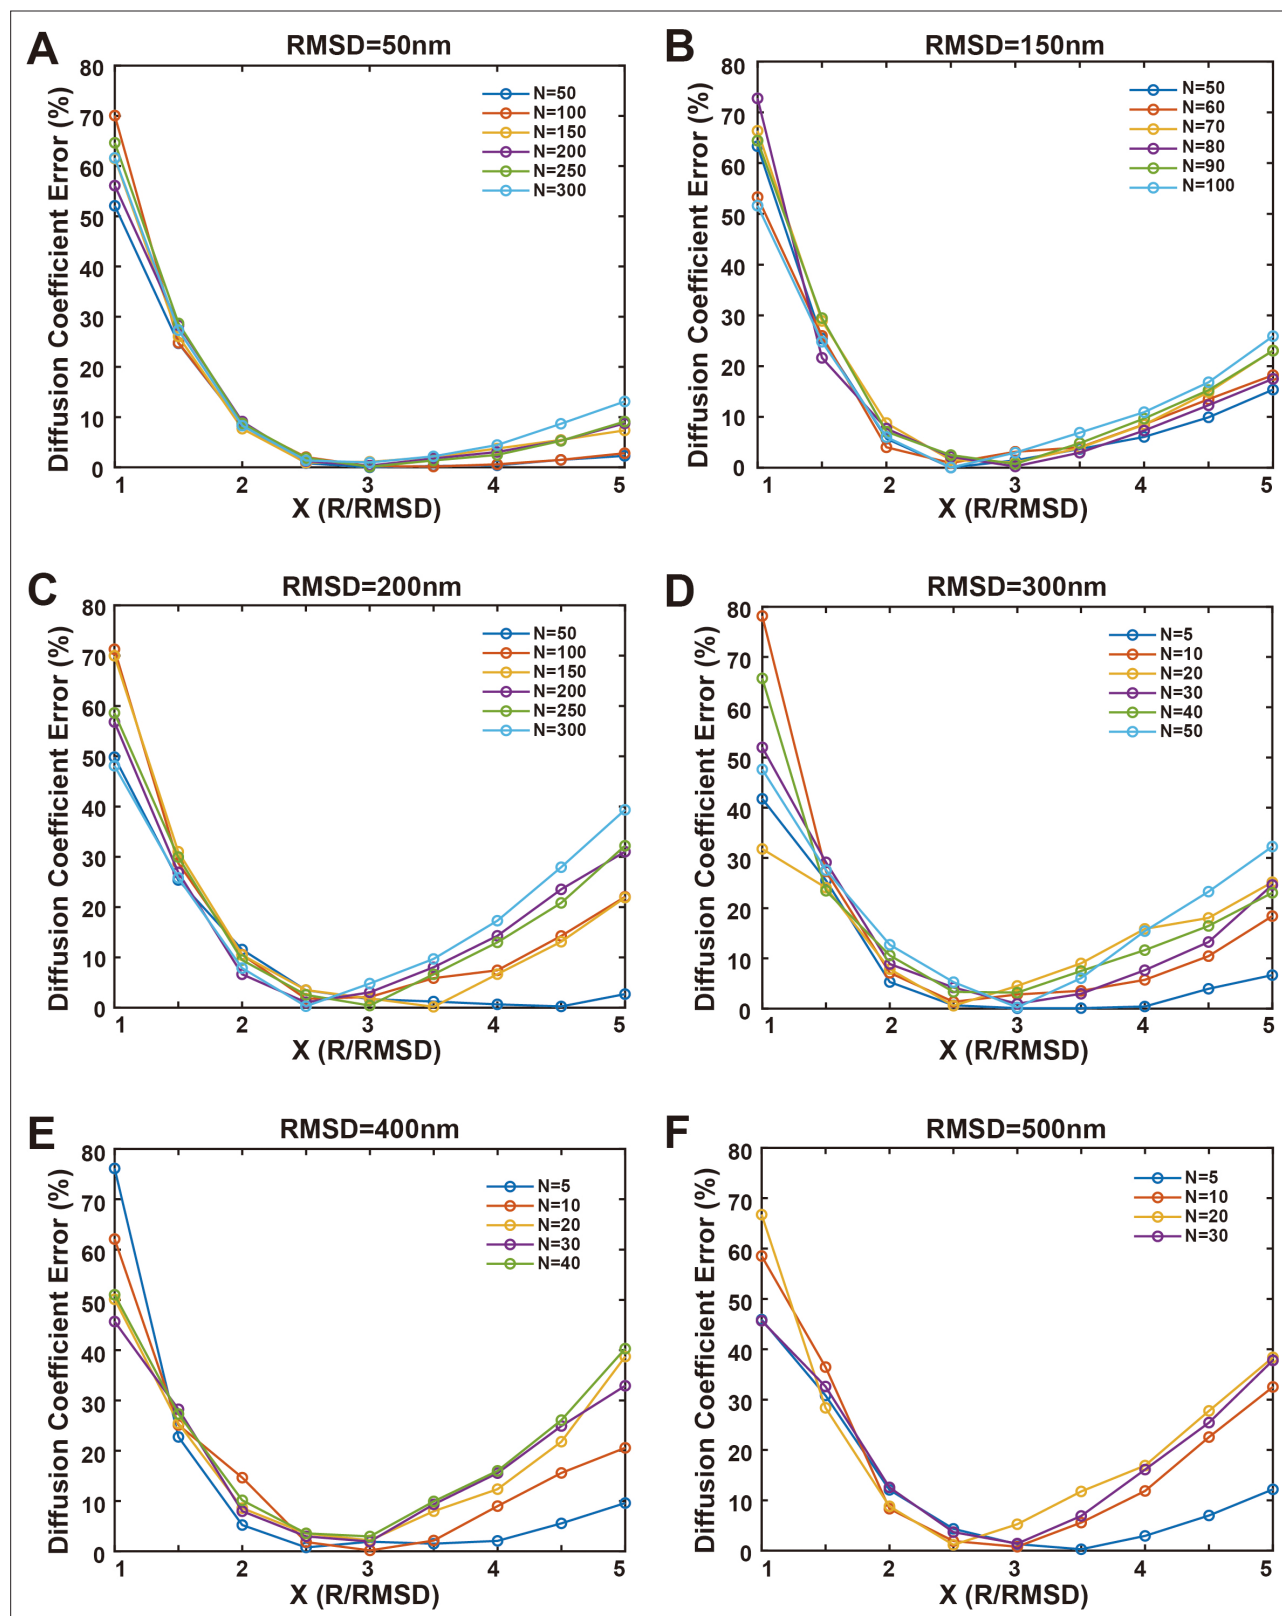 A
RMSD=50nm
Diffusion Coefficient Error (%)
80
70
60
50
40
30
20
10
0
1
2
3
4
5
X (R/RMSD)
N=50
N=100
N=150
N=200
N=250
N=300
B
RMSD=150nm
Diffusion Coefficient Error (%)
80
70
60
50
40
30
20
10
0
1
2
3
4
5
X (R/RMSD)
N=50
N=60
N=70
N=80
N=90
N=100
C
RMSD=200nm
Diffusion Coefficient Error (%)
80
70
60
50
40
30
20
10
0
1
2
3
4
5
X (R/RMSD)
N=50
N=100
N=150
N=200
N=250
N=300
D
RMSD=300nm
Diffusion Coefficient Error (%)
80
70
60
50
40
30
20
10
0
1
2
3
4
5
X (R/RMSD)
N=5
N=10
N=20
N=30
N=40
N=50
E
RMSD=400nm
Diffusion Coefficient Error (%)
80
70
60
50
40
30
20
10
0
1
2
3
4
5
X (R/RMSD)
N=5
N=10
N=20
N=30
N=40
F
RMSD=500nm
Diffusion Coefficient Error (%)
80
70
60
50
40
30
20
10
0
1
2
3
4
5
X (R/RMSD)
N=5
N=10
N=20
N=30